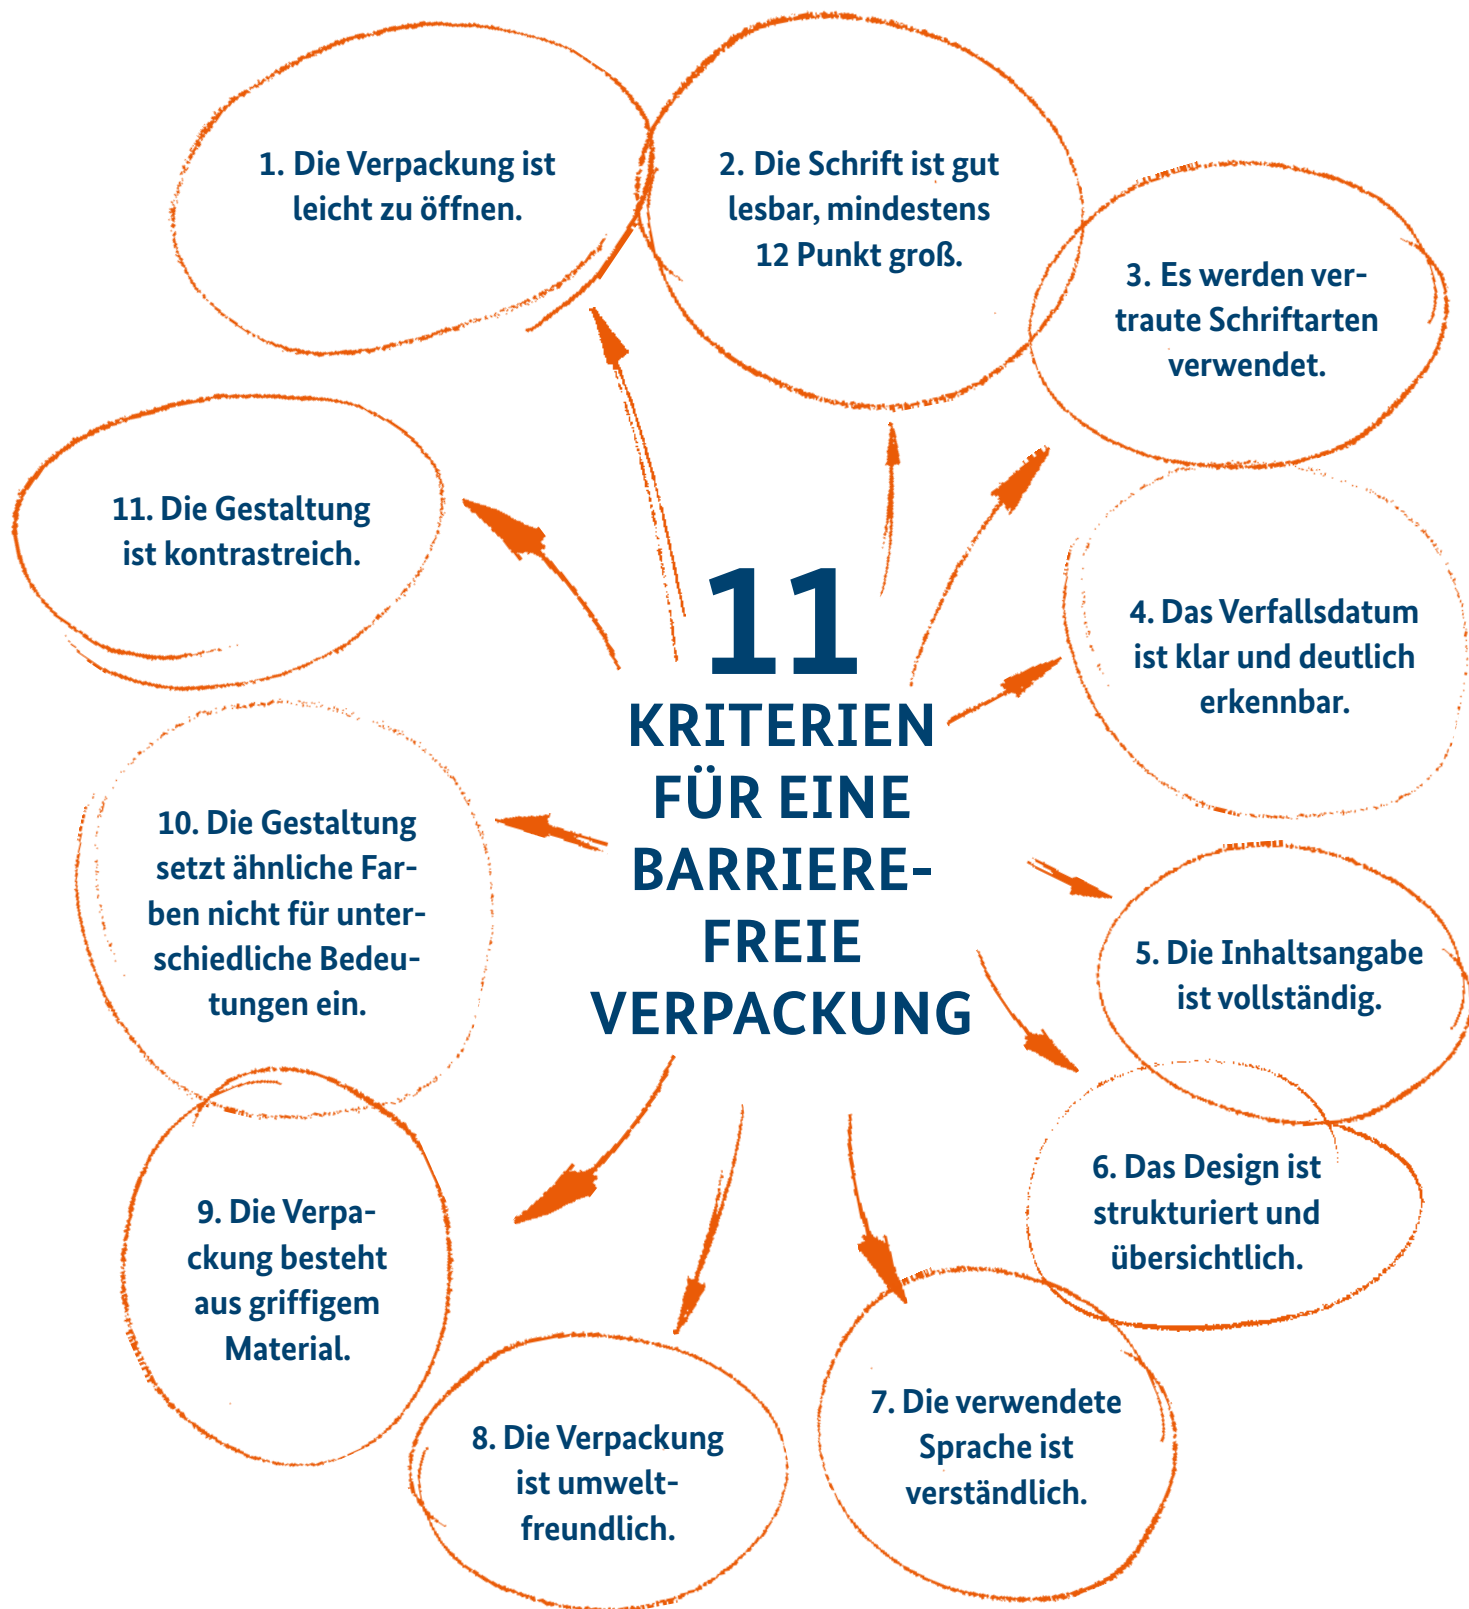 11
KRITERIEN
FÜR EINE
BARRIERE-
FREIE
VERPACKUNG
1. Die Verpackung ist
leicht zu öffnen.
2. Die Schrift ist gut
lesbar, mindestens
12 Punkt groß.
3. Es werden ver-
traute Schriftarten
verwendet.
4. Das Verfallsdatum
ist klar und deutlich
erkennbar.
5. Die Inhaltsangabe
ist vollständig.
6. Das Design ist
strukturiert und
übersichtlich.
7. Die verwendete
Sprache ist
verständlich.
8. Die Verpackung
ist umwelt-
freundlich.
9. Die Verpa-
ckung besteht
aus griffigem
Material.
10. Die Gestaltung
setzt ähnliche Far-
ben nicht für unter-
schiedliche Bedeu-
tungen ein.
11. Die Gestaltung
ist kontrastreich.